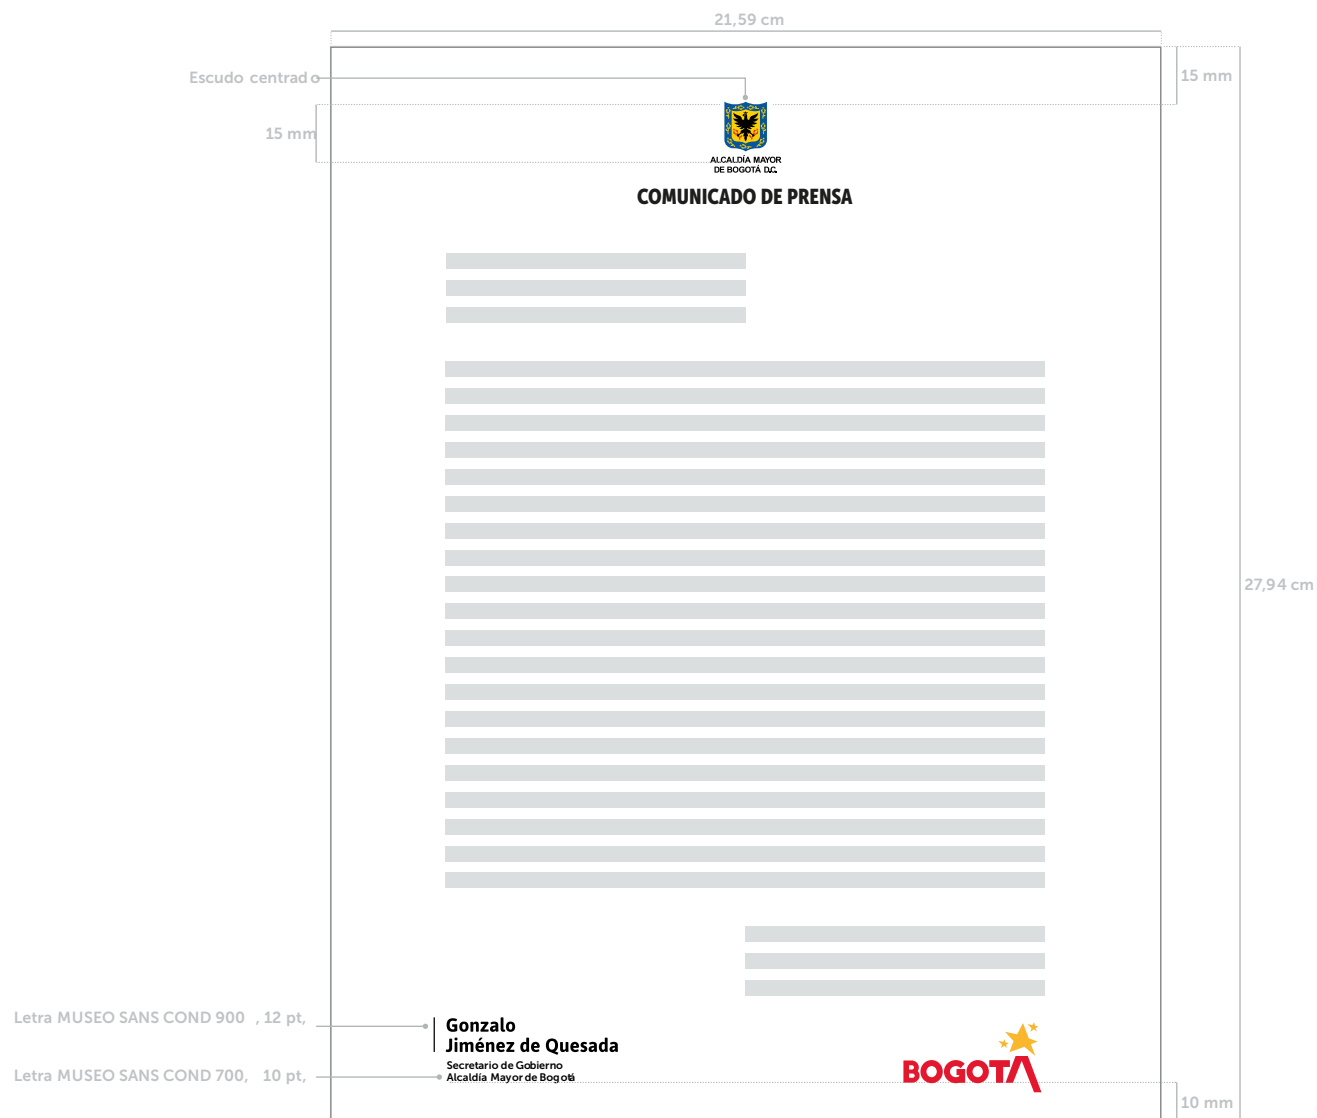 21,59 cm
Escudo centrado
15 mm
15 mm
ALCALDÍA MAYOR
DE BOGOTÁ D.C.
COMUNICADO DE PRENSA
27,94 cm
Letra MUSEO SANS COND 900 , 12 pt,
Gonzalo
Jiménez de Quesada
Secretario de Gobierno
Letra MUSEO SANS COND 700, 10 pt,
Alcaldía Mayor de Bogotá
BOGOTÁ
10 mm